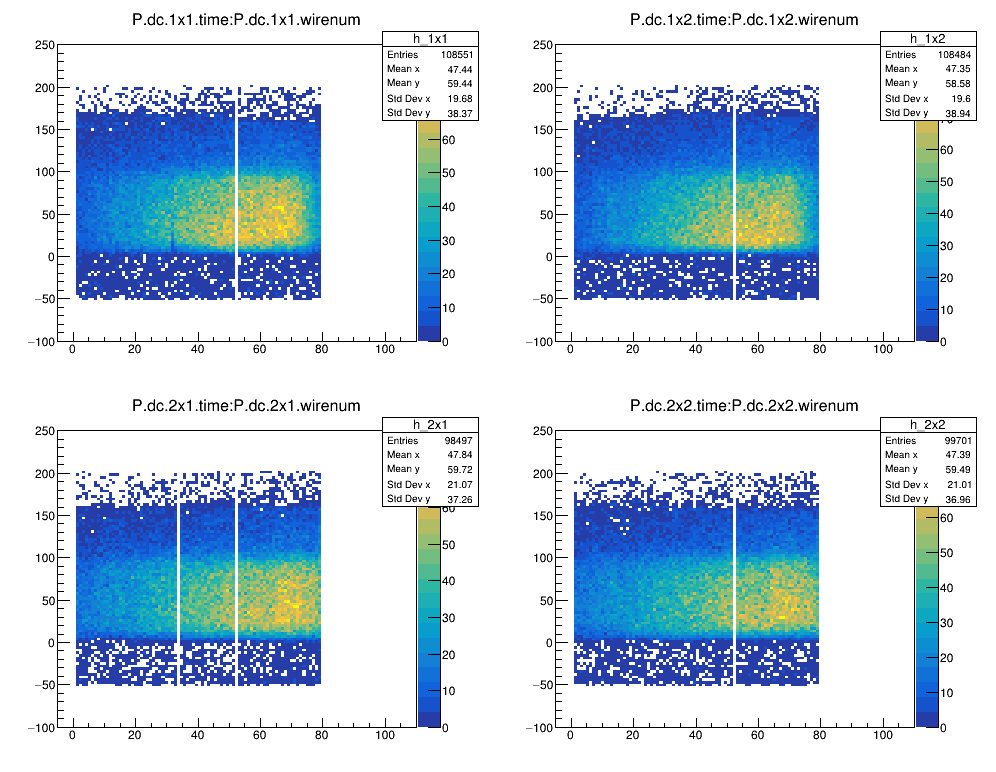 P.dc.1x1.time:P.dc.1x1.wirenum
h_1x1
Entries 108551
Mean x 47.44
Mean y 59.44
Std Dev x 19.68
Std Dev y 38.37
250
200
150
100
50
0
−50
−100
0 20 40 60 80 100
60
50
40
30
20
10
0
P.dc.1x2.time:P.dc.1x2.wirenum
h_1x2
Entries 108484
Mean x 47.35
Mean y 58.58
Std Dev x 19.6
Std Dev y 38.94
250
200
150
100
50
0
−50
−100
0 20 40 60 80 100
60
50
40
30
20
10
0
P.dc.2x1.time:P.dc.2x1.wirenum
h_2x1
Entries 98497
Mean x 47.84
Mean y 59.72
Std Dev x 21.07
Std Dev y 37.26
250
200
150
100
50
0
−50
−100
0 20 40 60 80 100
60
50
40
30
20
10
0
P.dc.2x2.time:P.dc.2x2.wirenum
h_2x2
Entries 99701
Mean x 47.39
Mean y 59.49
Std Dev x 21.01
Std Dev y 36.96
250
200
150
100
50
0
−50
−100
0 20 40 60 80 100
60
50
40
30
20
10
0